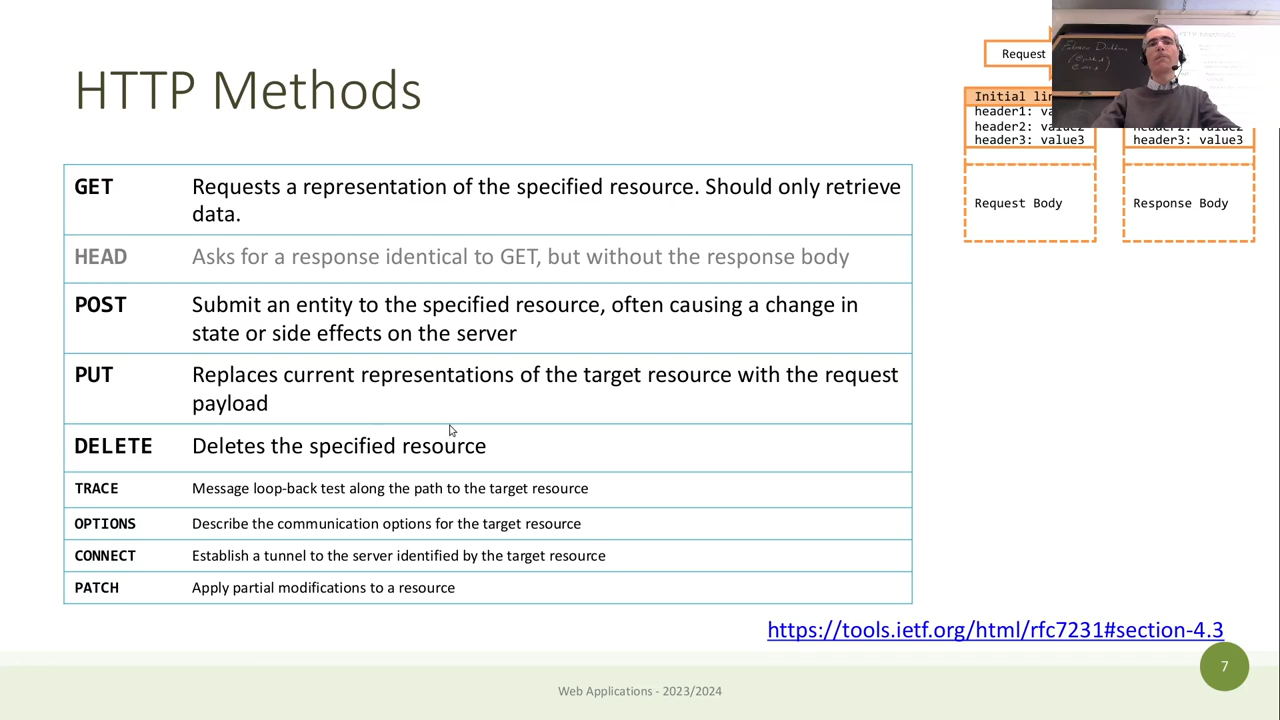 HTTP Methods
GET Requests a representation of the specified resource. Should only retrieve
data.
HEAD Asks for a response identical to GET, but without the response body
POST Submit an entity to the specified resource, often causing a change in
state or side effects on the server
PUT Replaces current representations of the target resource with the request
payload
DELETE Deletes the specified resource
TRACE Message loop-back test along the path to the target resource
OPTIONS Describe the communication options for the target resource
CONNECT Establish a tunnel to the server identified by the target resource
PATCH Apply partial modifications to a resource
https://tools.ietf.org/html/rfc7231#section-4.3
Request
Initial
header1:
header2:
header3: value3
Request Body
header2: value2
header3: value3
Response Body
HTTP Methods
Web Applications - 2023/2024
7